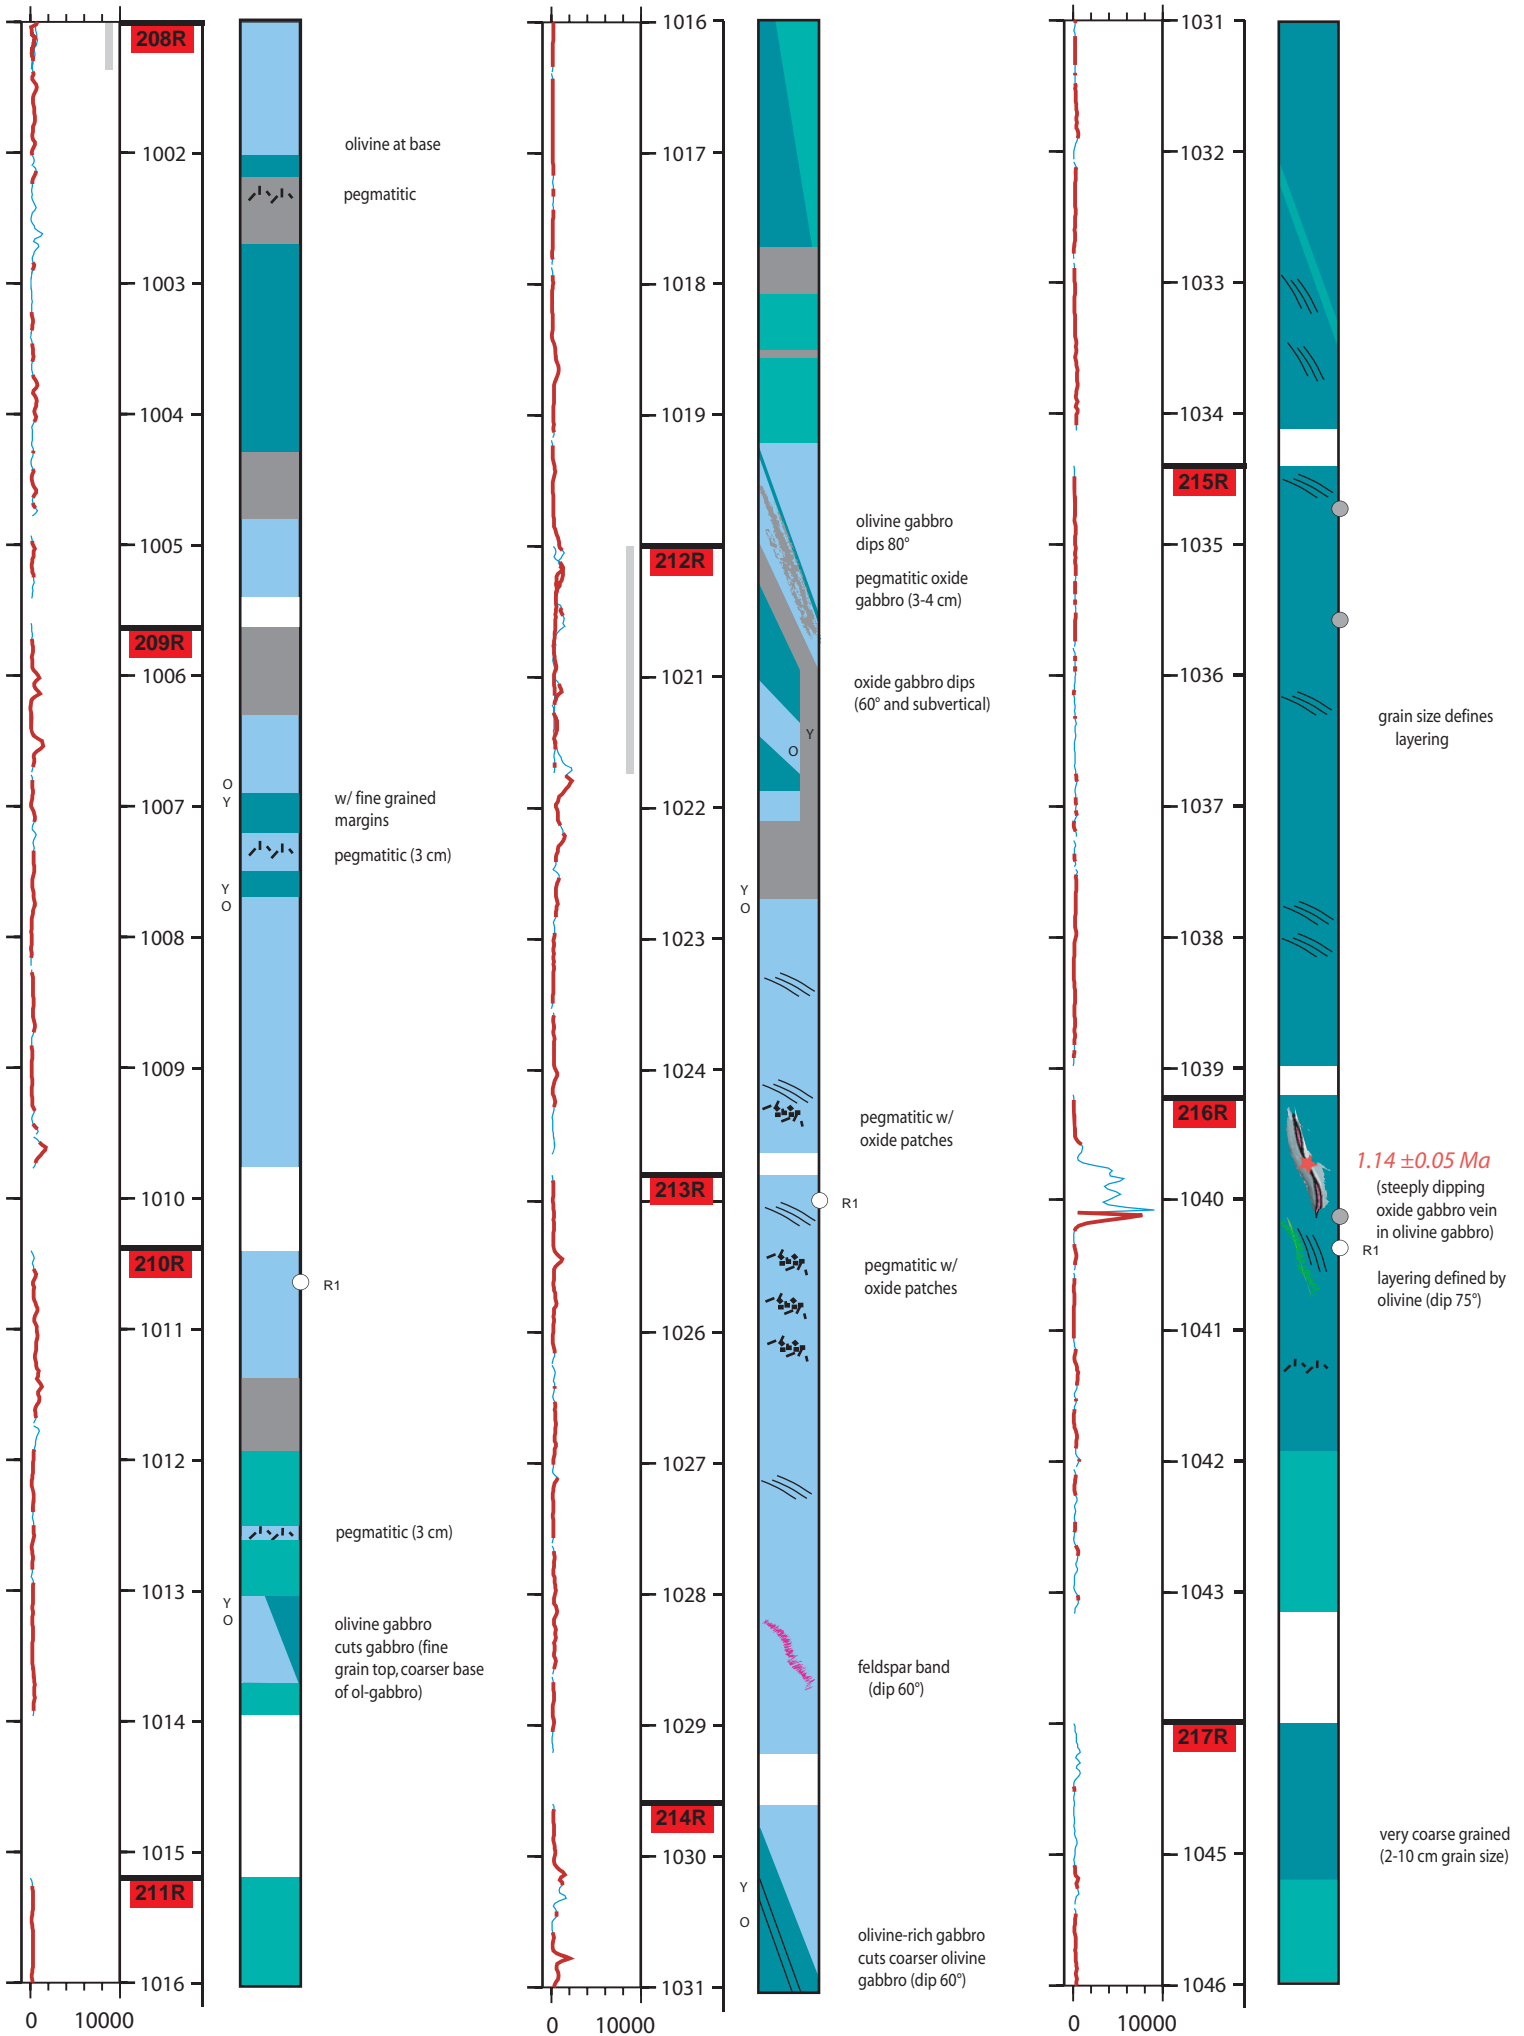 208R
1002
1003
1004
1005
209R
1006
1007
1008
1009
1010
210R
1011
1012
1013
1014
1015
211R
1016
0 10000
olivine at base
pegmatitic
O
Y
w/ fine grained
margins
pegmatitic (3 cm)
Y
O
R1
pegmatitic (3 cm)
Y
O
olivine gabbro
cuts gabbro (fine
grain top, coarser base
of ol-gabbro)
1016
1017
1018
1019
212R
1021
1022
1023
1024
213R
1026
1027
1028
1029
214R
1030
1031
0 10000
olivine gabbro
dips 80°
pegmatitic oxide
gabbro (3-4 cm)
oxide gabbro dips
(60° and subvertical)
Y
O
Y
O
pegmatitic w/
oxide patches
R1
pegmatitic w/
oxide patches
feldspar band
(dip 60°)
Y
O
olivine-rich gabbro
cuts coarser olivine
gabbro (dip 60°)
1031
1032
1033
1034
215R
1035
1036
1037
1038
1039
216R
1040
1041
1042
1043
217R
1045
1046
0 10000
grain size defines
layering
1.14 ±0.05 Ma
(steeply dipping
oxide gabbro vein
in olivine gabbro)
R1
layering defined by
olivine (dip 75°)
very coarse grained
(2-10 cm grain size)